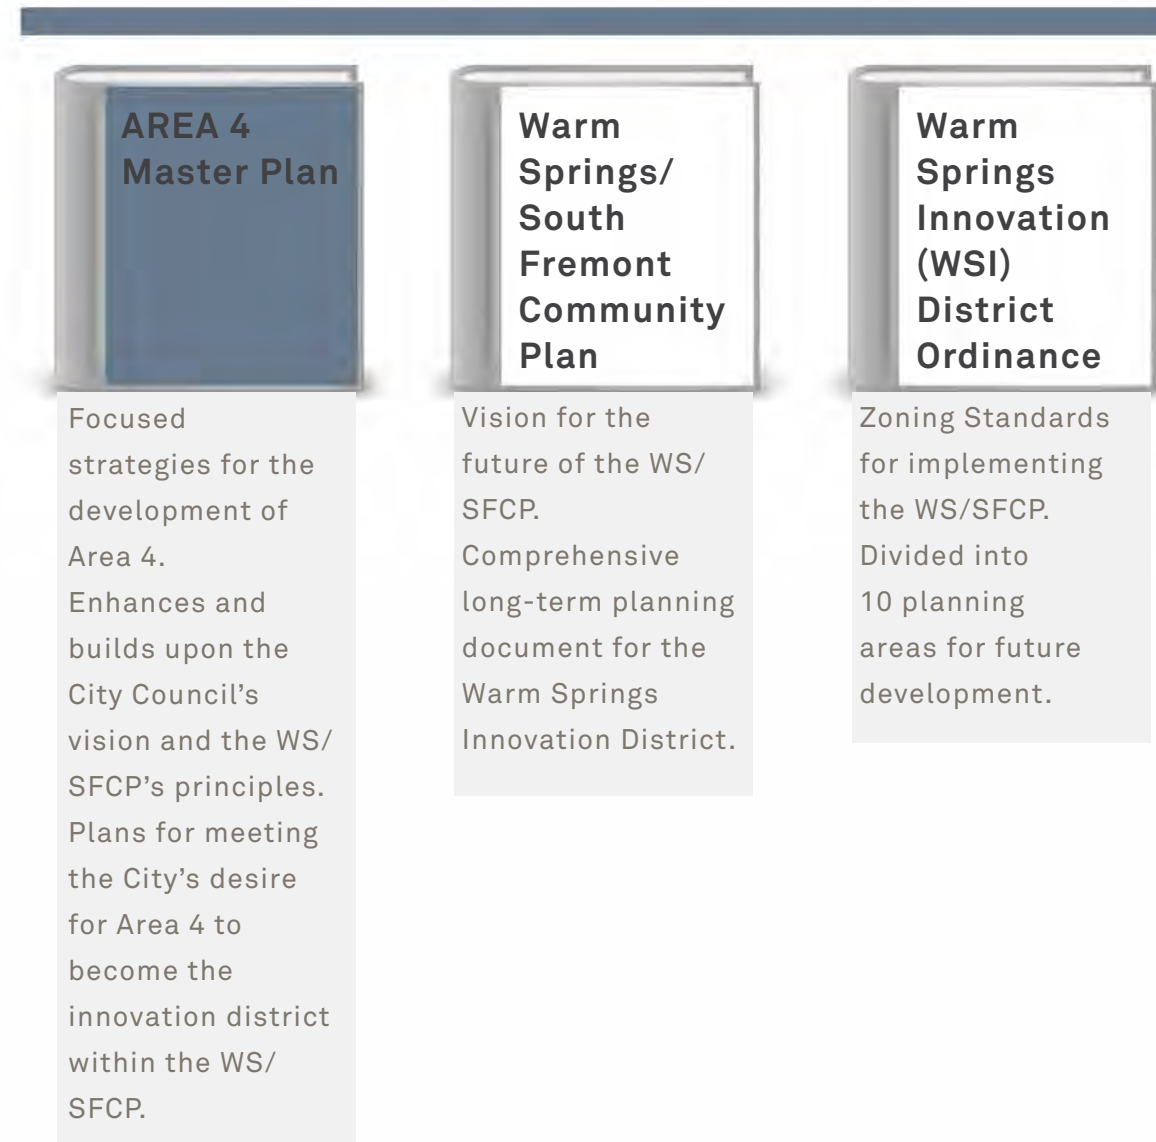 AREA 4
Master Plan
Focused
strategies for the
development of
Area 4.
Enhances and
builds upon the
City Council’s
vision and the WS/
SFCP’s principles.
Plans for meeting
the City’s desire
for Area 4 to
become the
innovation district
within the WS/
SFCP.
Warm
Springs/
South
Fremont
Community
Plan
Vision for the
future of the WS/
SFCP.
Comprehensive
long-term planning
document for the
Warm Springs
Innovation District.
Warm
Springs
Innovation
(WSI)
District
Ordinance
Zoning Standards
for implementing
the WS/SFCP.
Divided into
10 planning
areas for future
development.